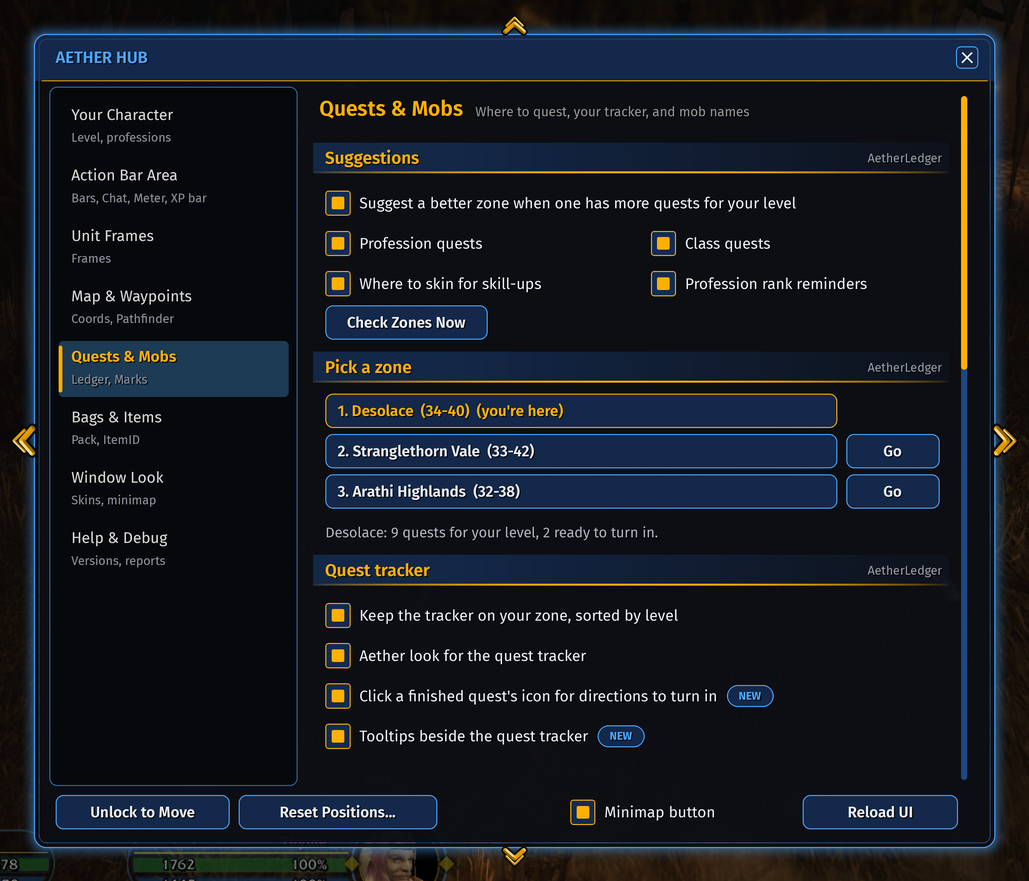 AETHER HUB
Your Character
Level, professions
Action Bar Area
Bars, Chat, Meter, XP bar
Unit Frames
Frames
Map & Waypoints
Coords, Pathfinder
Quests & Mobs
Ledger, Marks
Bags & Items
Pack, ItemID
Window Look
Skins, minimap
Help & Debug
Versions, reports
Quests & Mobs Where to quest, your tracker, and mob names
Suggestions AetherLedger
Suggest a better zone when one has more quests for your level
Profession quests Class quests
Where to skin for skill-ups Profession rank reminders
Check Zones Now
Pick a zone AetherLedger
1. Desolace (34-40) (you're here)
2. Stranglethorn Vale (33-42) Go
3. Arathi Highlands (32-38) Go
Desolace: 9 quests for your level, 2 ready to turn in.
Quest tracker AetherLedger
Keep the tracker on your zone, sorted by level
Aether look for the quest tracker
Click a finished quest's icon for directions to turn in NEW
Tooltips beside the quest tracker NEW
Unlock to Move Reset Positions... Minimap button Reload UI
78 1762 100%